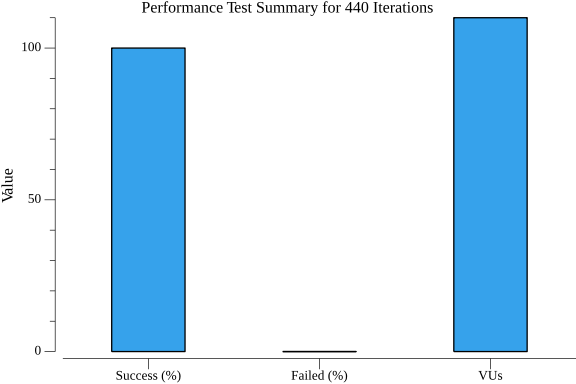 Performance Test Summary for 440 Iterations
Value
100
50
0
Success (%)
Failed (%)
VUs